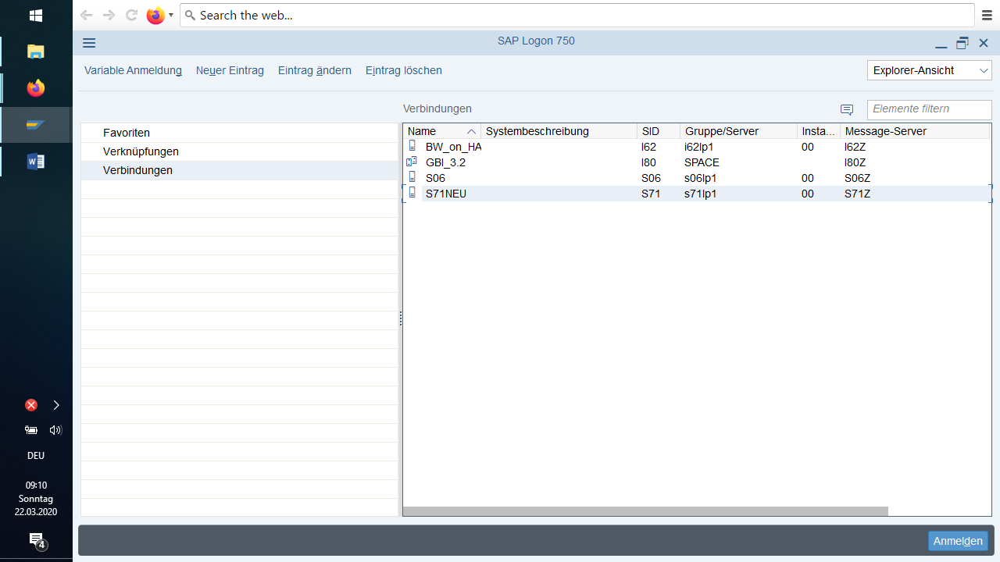 Search the web...
SAP Logon 750
Variable Anmeldung Neuer Eintrag Eintrag ändern Eintrag löschen Explorer-Ansicht
Verbindungen Elemente filtern
Favoriten
Verknüpfungen
Verbindungen
Name Systembeschreibung SID Gruppe/Server Insta... Message-Server
BW_on_HA I62 i62lp1 00 I62Z
GBI_3.2 I80 SPACE I80Z
S06 S06 s06lp1 00 S06Z
S71NEU S71 s71lp1 00 S71Z
DEU
09:10
Sonntag
22.03.2020
4
Anmelden